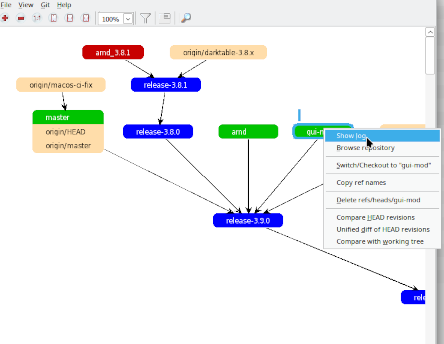 File View Git Help
1:1 100%
amd_3.8.1
origin/darktable-3.8.x
origin/macos-ci-fix
release-3.8.1
master
origin/HEAD
origin/master
release-3.8.0
amd
Show log
Browse repository
Switch/Checkout to "gui-mod"
Copy ref names
Delete refs/heads/gui-mod
Compare HEAD revisions
Unified diff of HEAD revisions
Compare with working tree
release-3.9.0